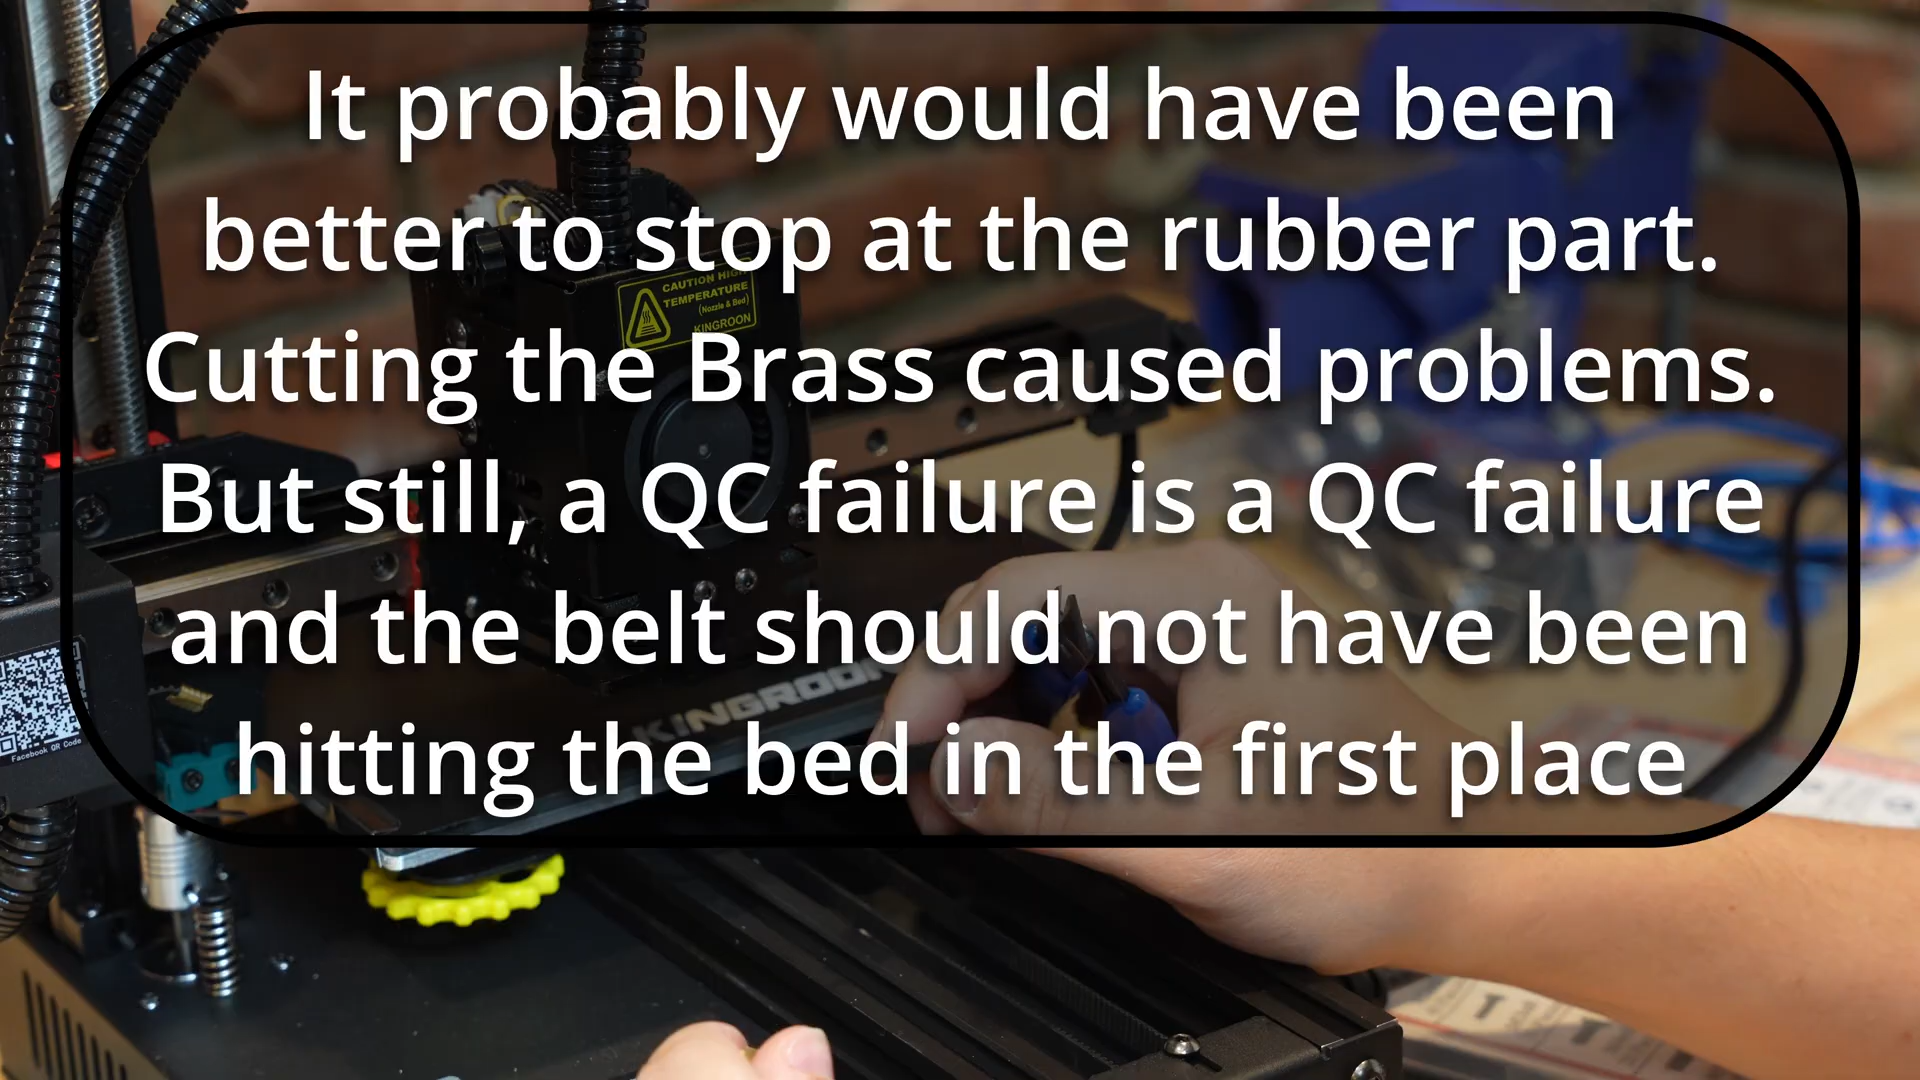 It probably would have been
better to stop at the rubber part.
Cutting the Brass caused problems.
But still, a QC failure is a QC failure
and the belt should not have been
hitting the bed in the first place
CAUTION HIGH
TEMPERATURE
(Nozzle & Bed)
KINGROON
KINGROON
Facebook QR Code